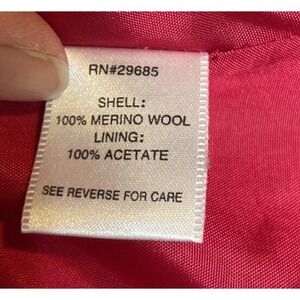 RN#29685
SHELL:
100% MERINO WOOL
LINING:
100% ACETATE
SEE REVERSE FOR CARE